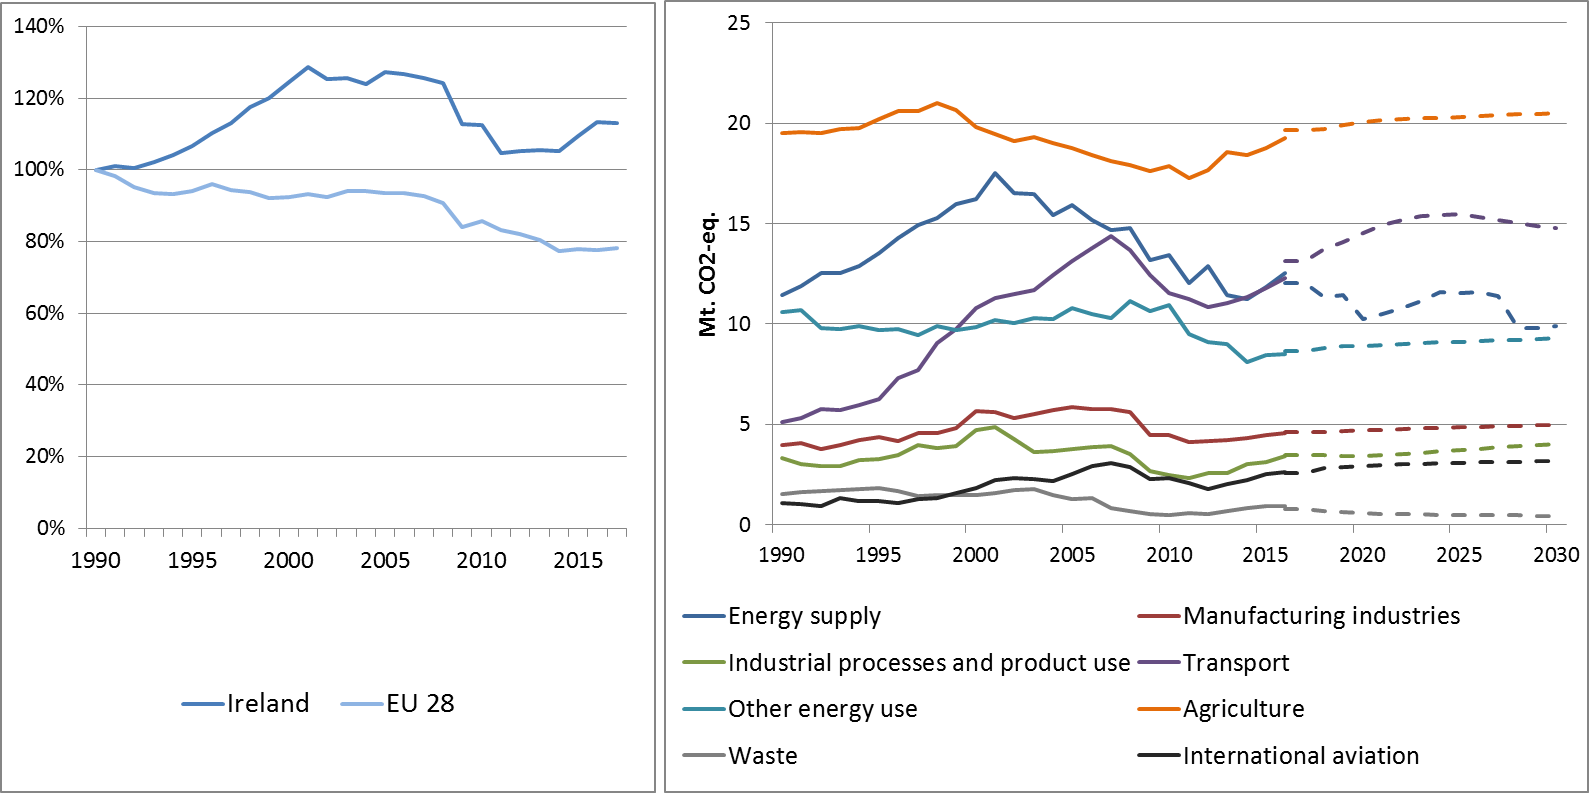 140%
120%
100%
80%
60%
40%
20%
0%
1990 1995 2000 2005 2010 2015
Ireland EU 28
Mt. CO2-eq.
25
20
15
10
5
0
1990 1995 2000 2005 2010 2015 2020 2025 2030
Energy supply Manufacturing industries
Industrial processes and product use Transport
Other energy use Agriculture
Waste International aviation